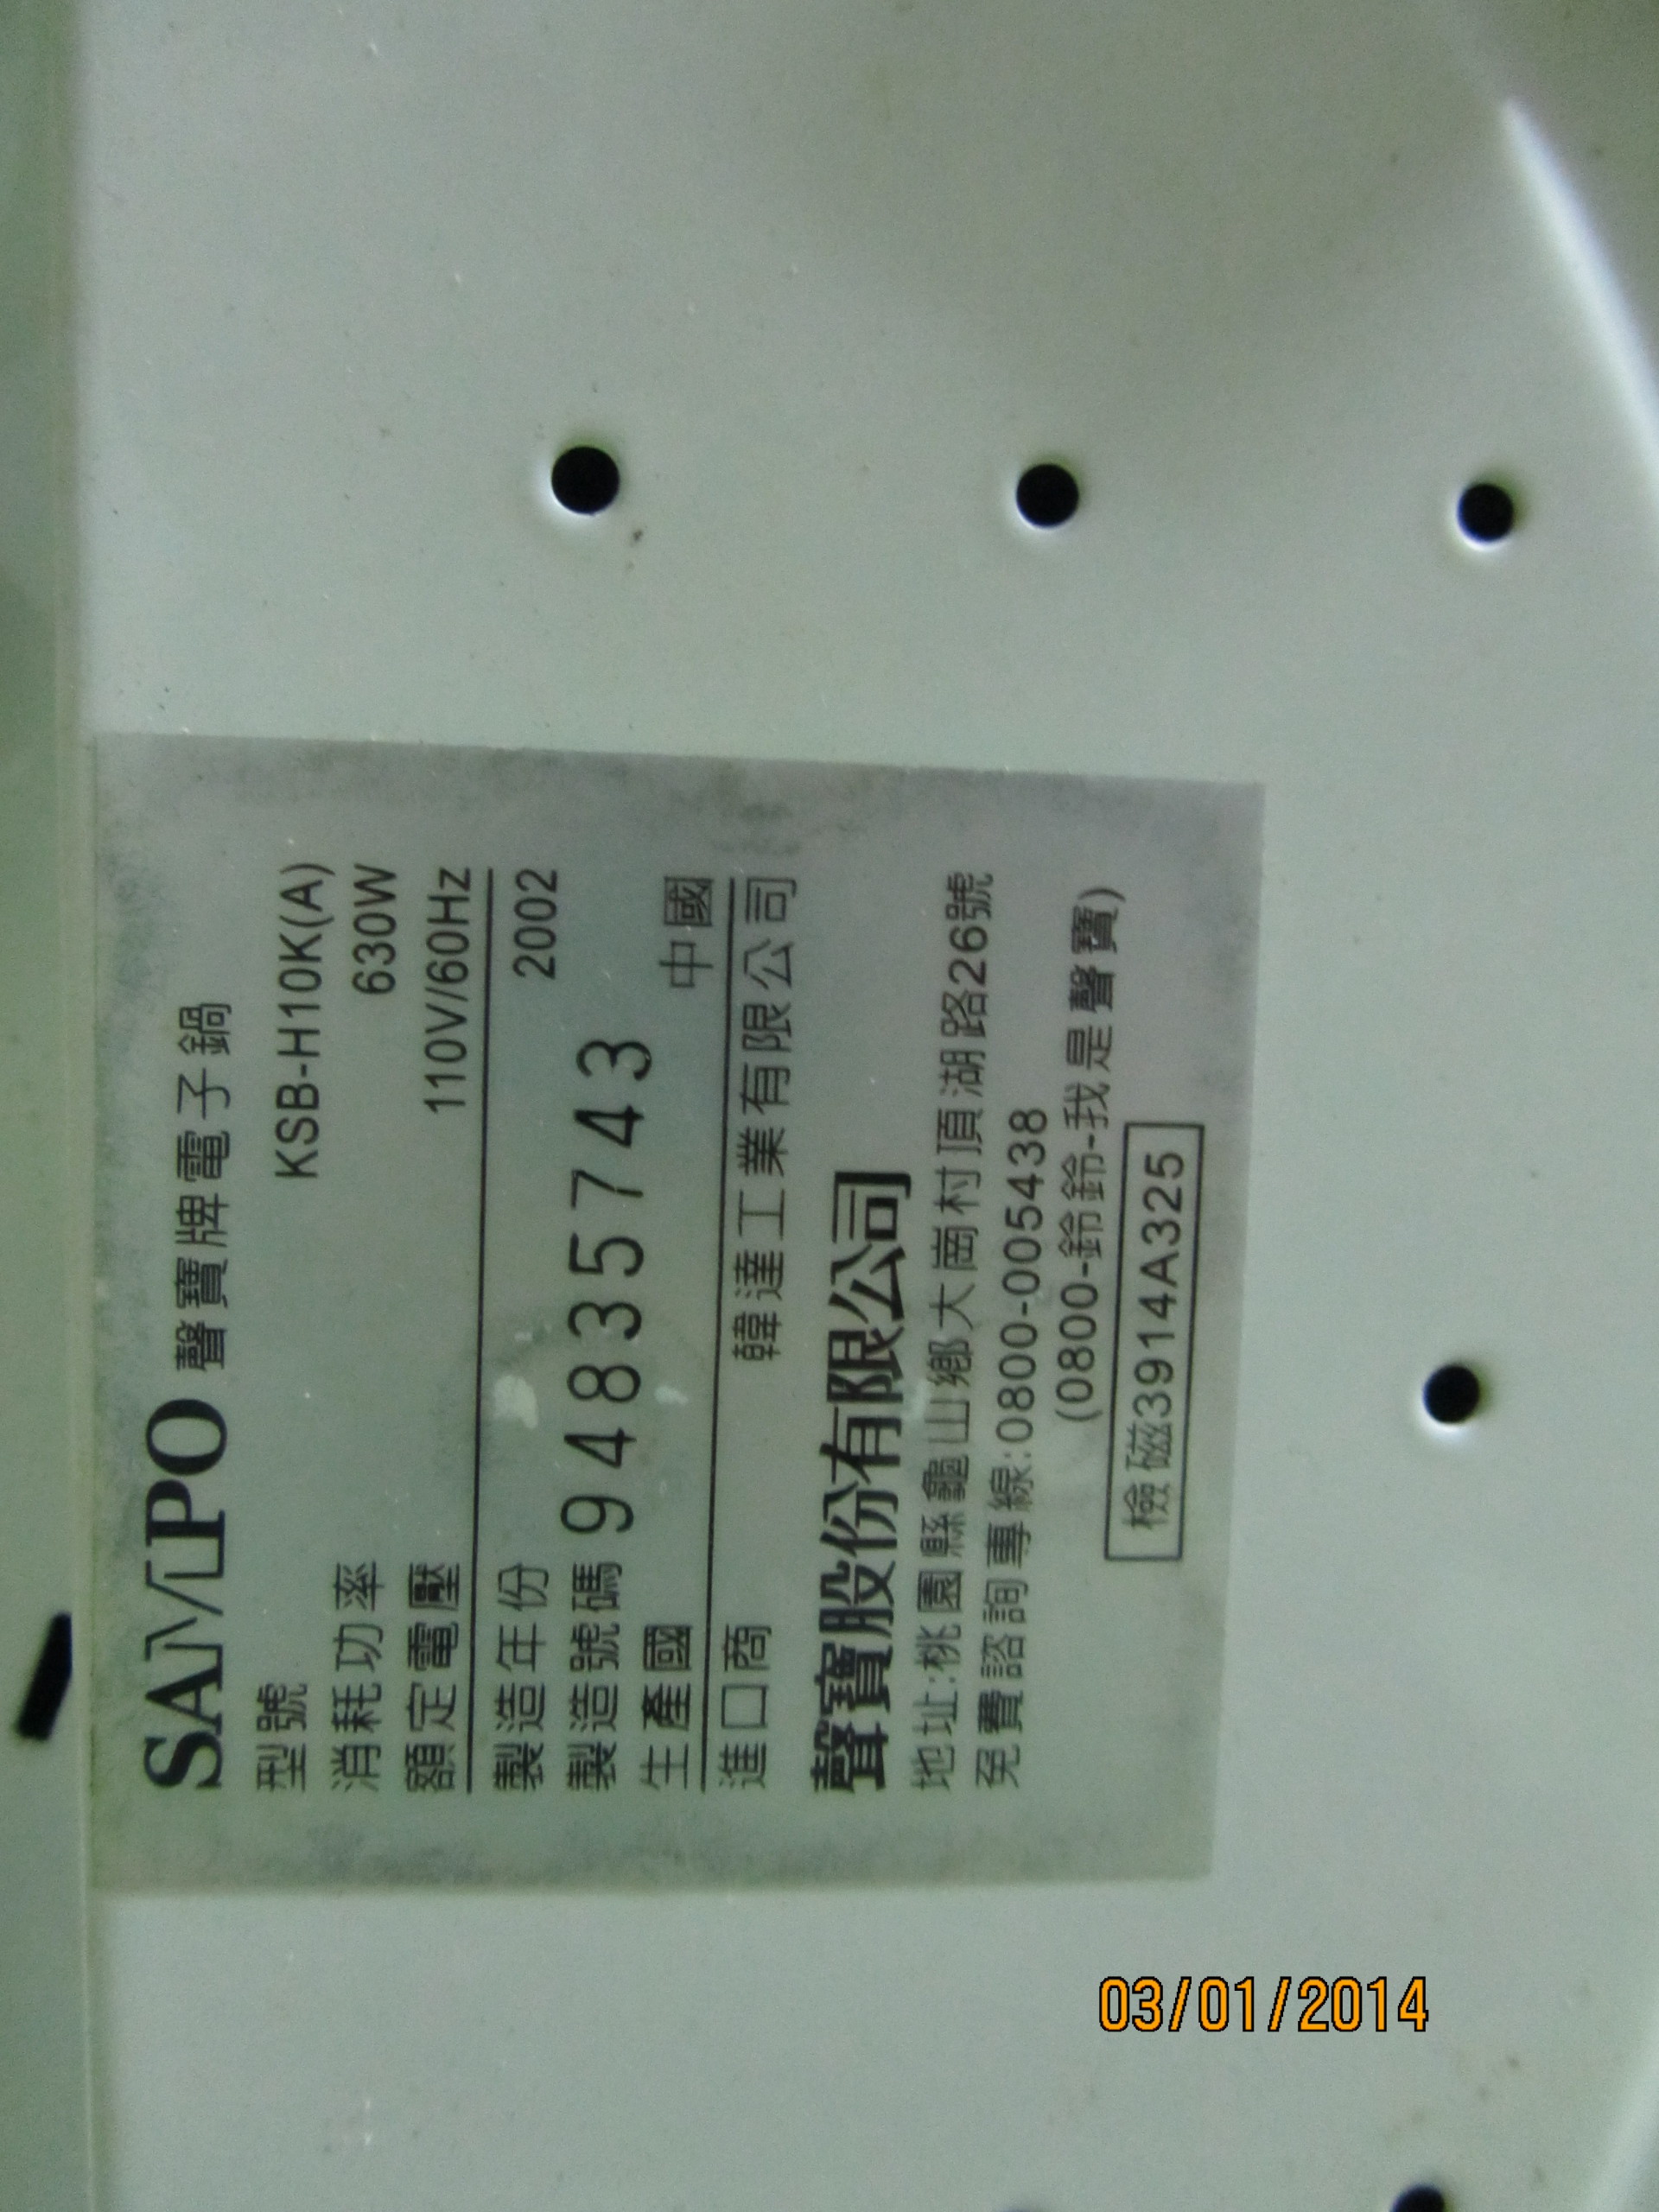 SAMPO 聲寶牌電子鍋
型號 KSB-H10K(A)
消耗功率 630W
額定電壓 110V/60Hz
製造年份 2002
製造號碼 94835743
生產國 中國
進口商 韓達工業有限公司
聲寶股份有限公司
地址:桃園縣龜山鄉大崗村頂湖路26號
免費諮詢專線:0800-005438
(0800-鈴鈴-我是聲寶)
檢磁3914A325
03/01/2014